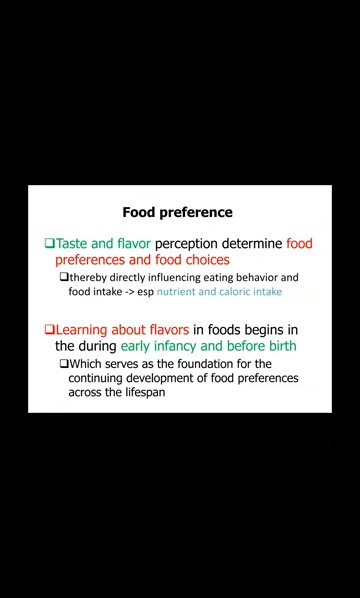 Food preference
❑Taste and flavor perception determine food
preferences and food choices
❑thereby directly influencing eating behavior and
food intake -> esp nutrient and caloric intake
❑Learning about flavors in foods begins in
the during early infancy and before birth
❑Which serves as the foundation for the
continuing development of food preferences
across the lifespan